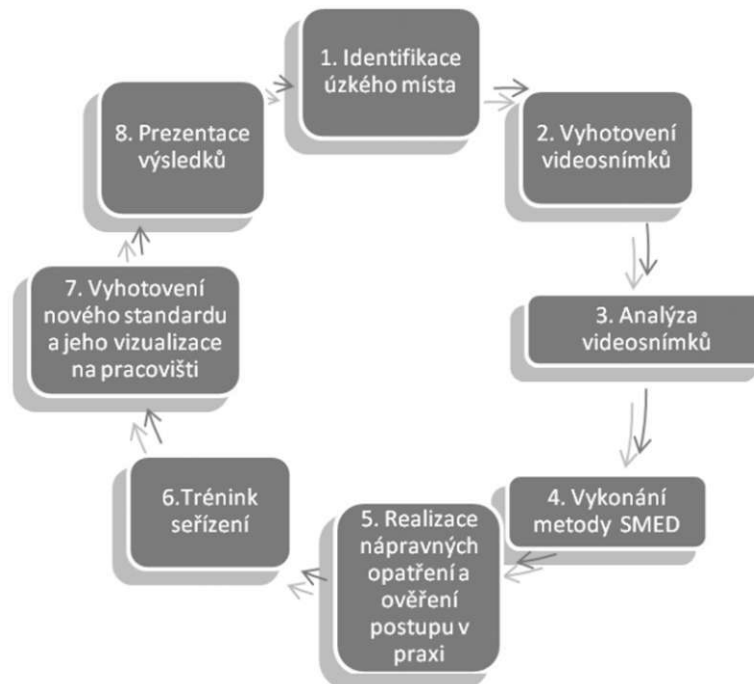 1. Identifikace
úzkého místa
2. Vyhotovení
videosnímků
3. Analýza
videosnímků
4. Vykonání
metody SMED
5. Realizace
nápravných
opatření a
ověření
postupu v
praxi
6.Trénink
seřízení
7. Vyhotovení
nového standardu
a jeho vizualizace
na pracovišti
8. Prezentace
výsledků